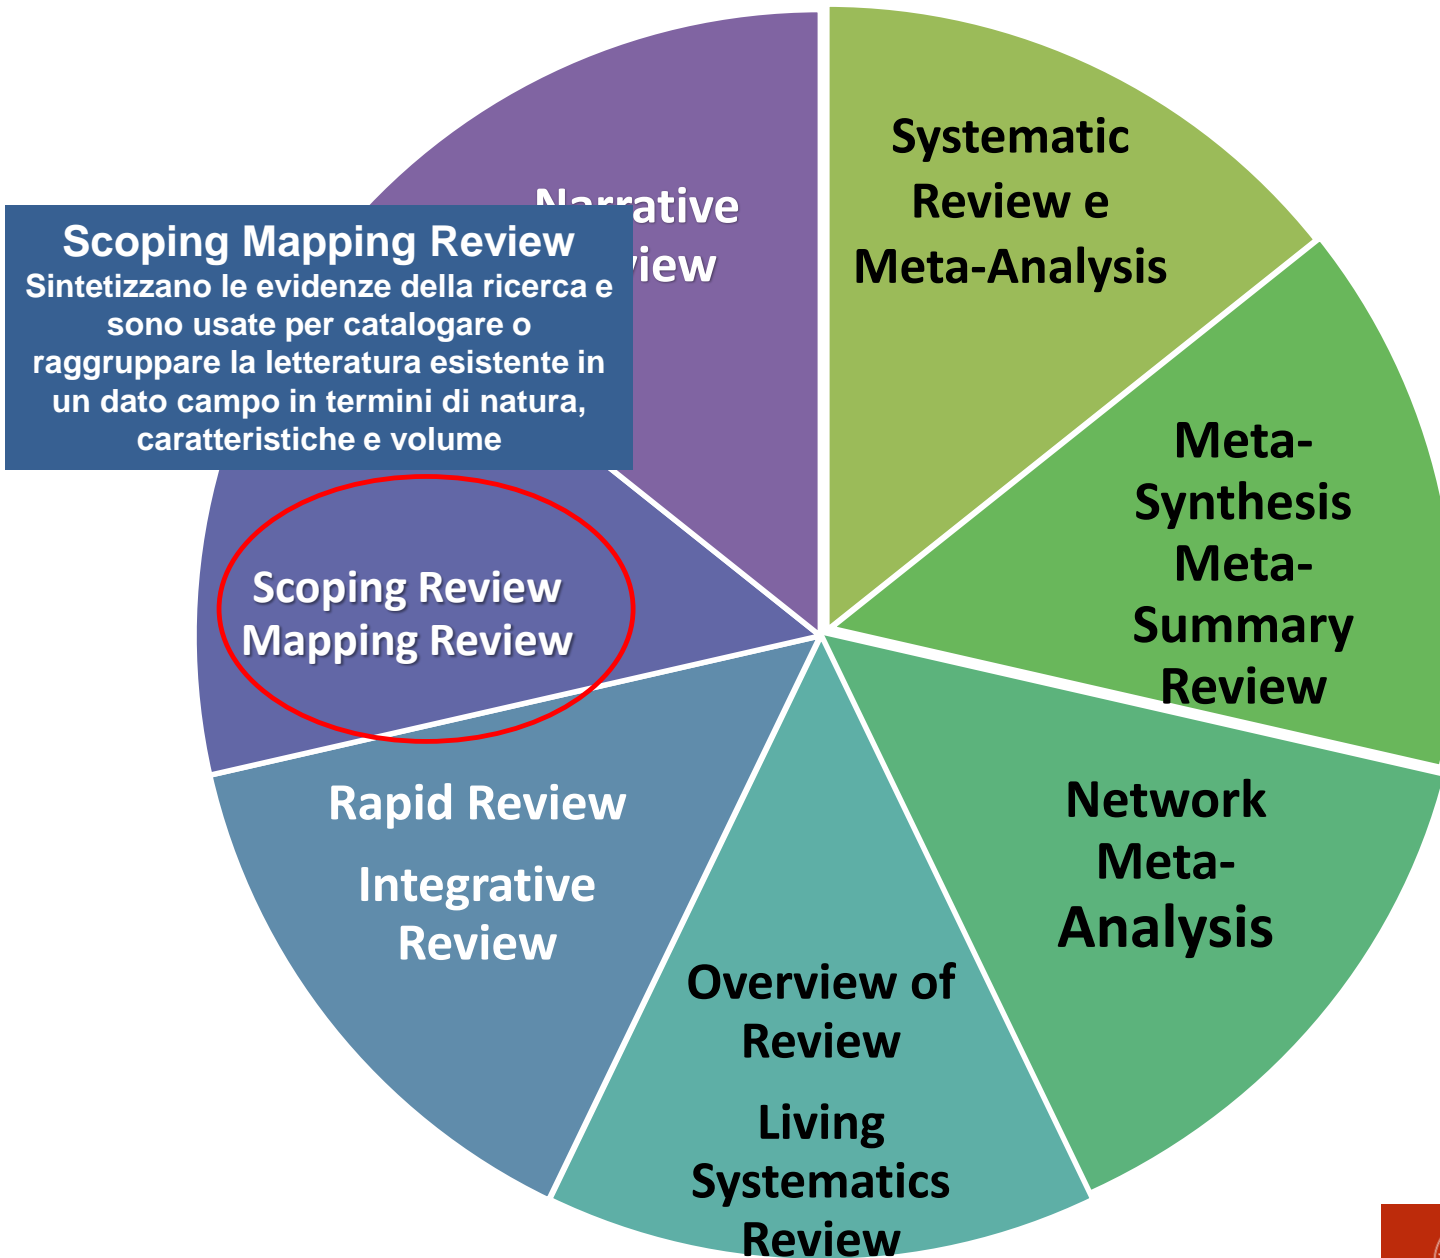 Narrative
Scoping Mapping Review
Sintetizzano le evidenze della ricerca e
sono usate per catalogare o
raggruppare la letteratura esistente in
un dato campo in termini di natura,
caratteristiche e volume
Systematic
Review e
Meta-Analysis
Meta-
Synthesis
Meta-
Summary
Review
Network
Meta-
Analysis
Overview of
Review
Living
Systematics
Review
Rapid Review
Integrative
Review
Scoping Review
Mapping Review